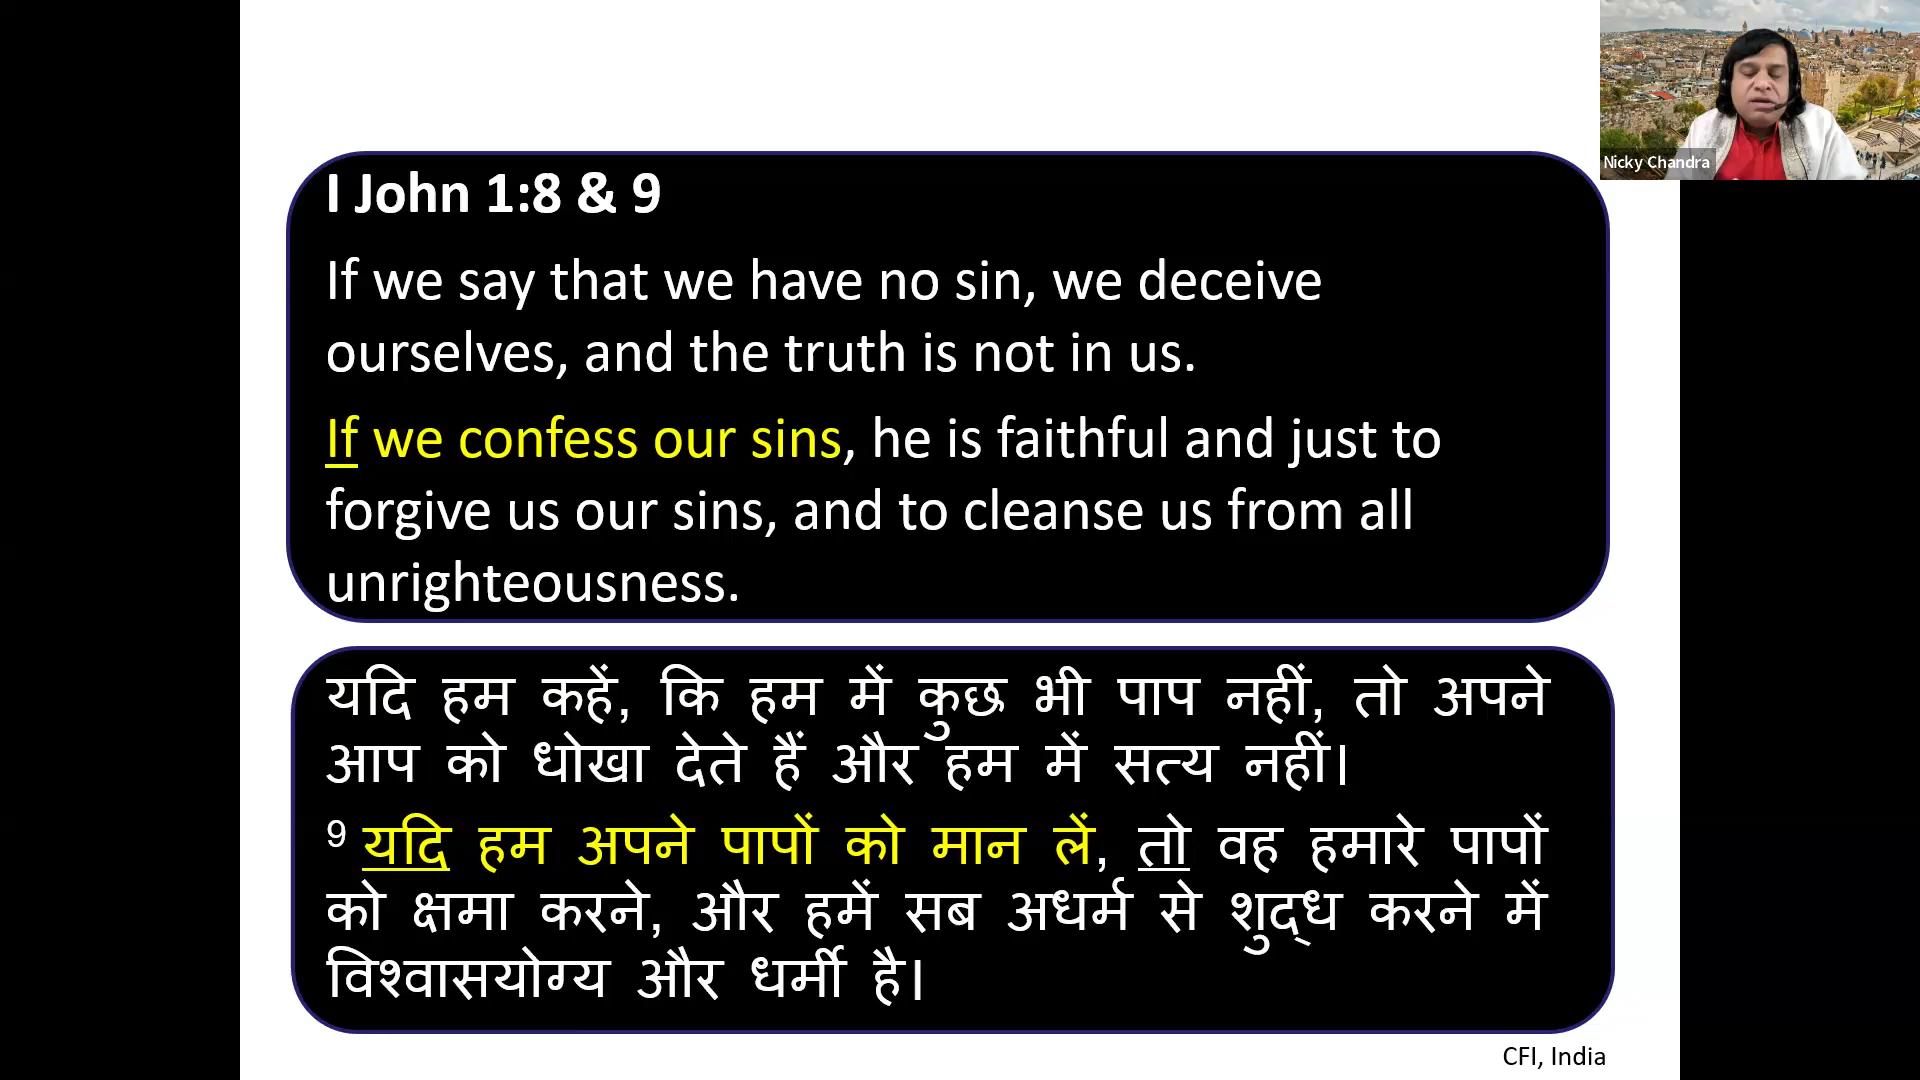 Nicky Chandra
I John 1:8 & 9
If we say that we have no sin, we deceive
ourselves, and the truth is not in us.
If we confess our sins, he is faithful and just to
forgive us our sins, and to cleanse us from all
unrighteousness.
यदि हम कहें, कि हम में कुछ भी पाप नहीं, तो अपने
आप को धोखा देते हैं और हम में सत्य नहीं।
9 यदि हम अपने पापों को मान लें, तो वह हमारे पापों
को क्षमा करने, और हमें सब अधर्म से शुद्ध करने में
विश्वासयोग्य और धर्मी है।
CFI, India